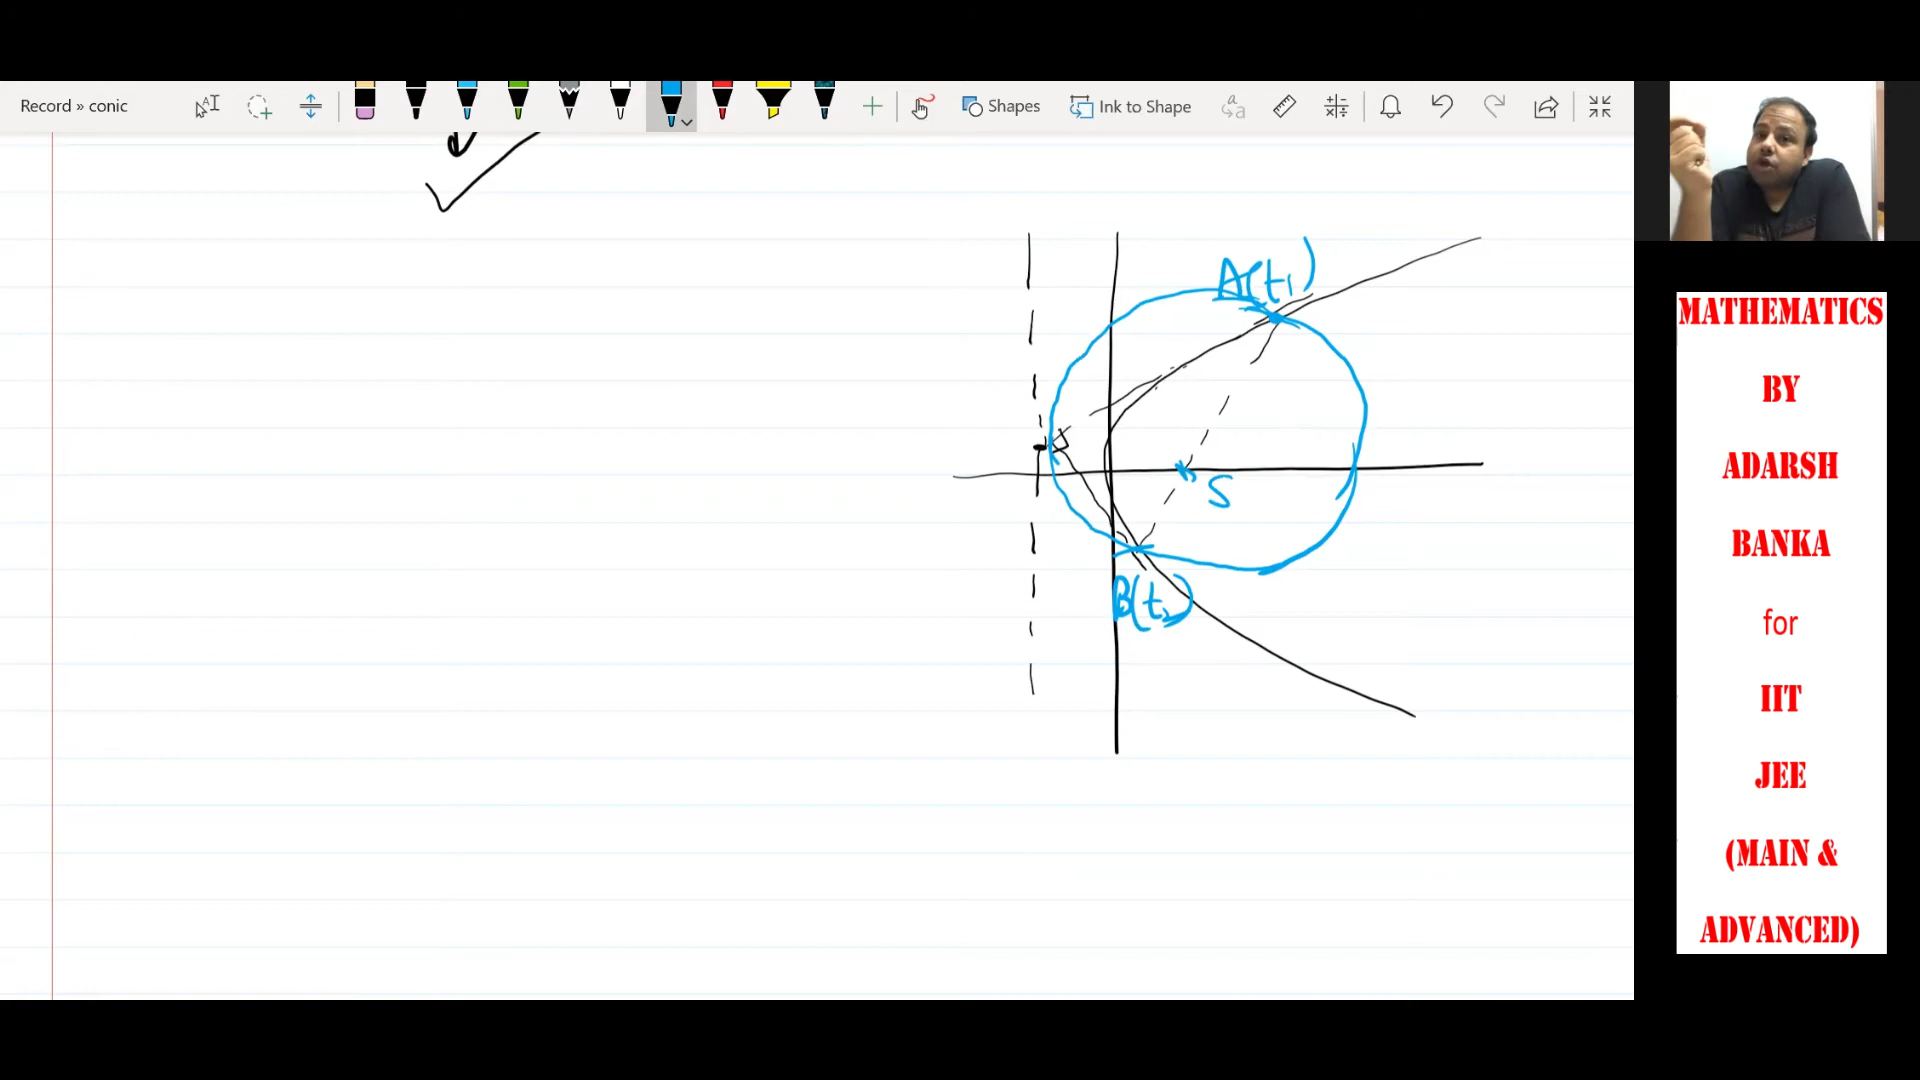 Record » conic
Shapes
Ink to Shape
A(t₁)
S
B(t₂)
MATHEMATICS
BY
ADARSH
BANKA
for
IIT
JEE
(MAIN &
ADVANCED)